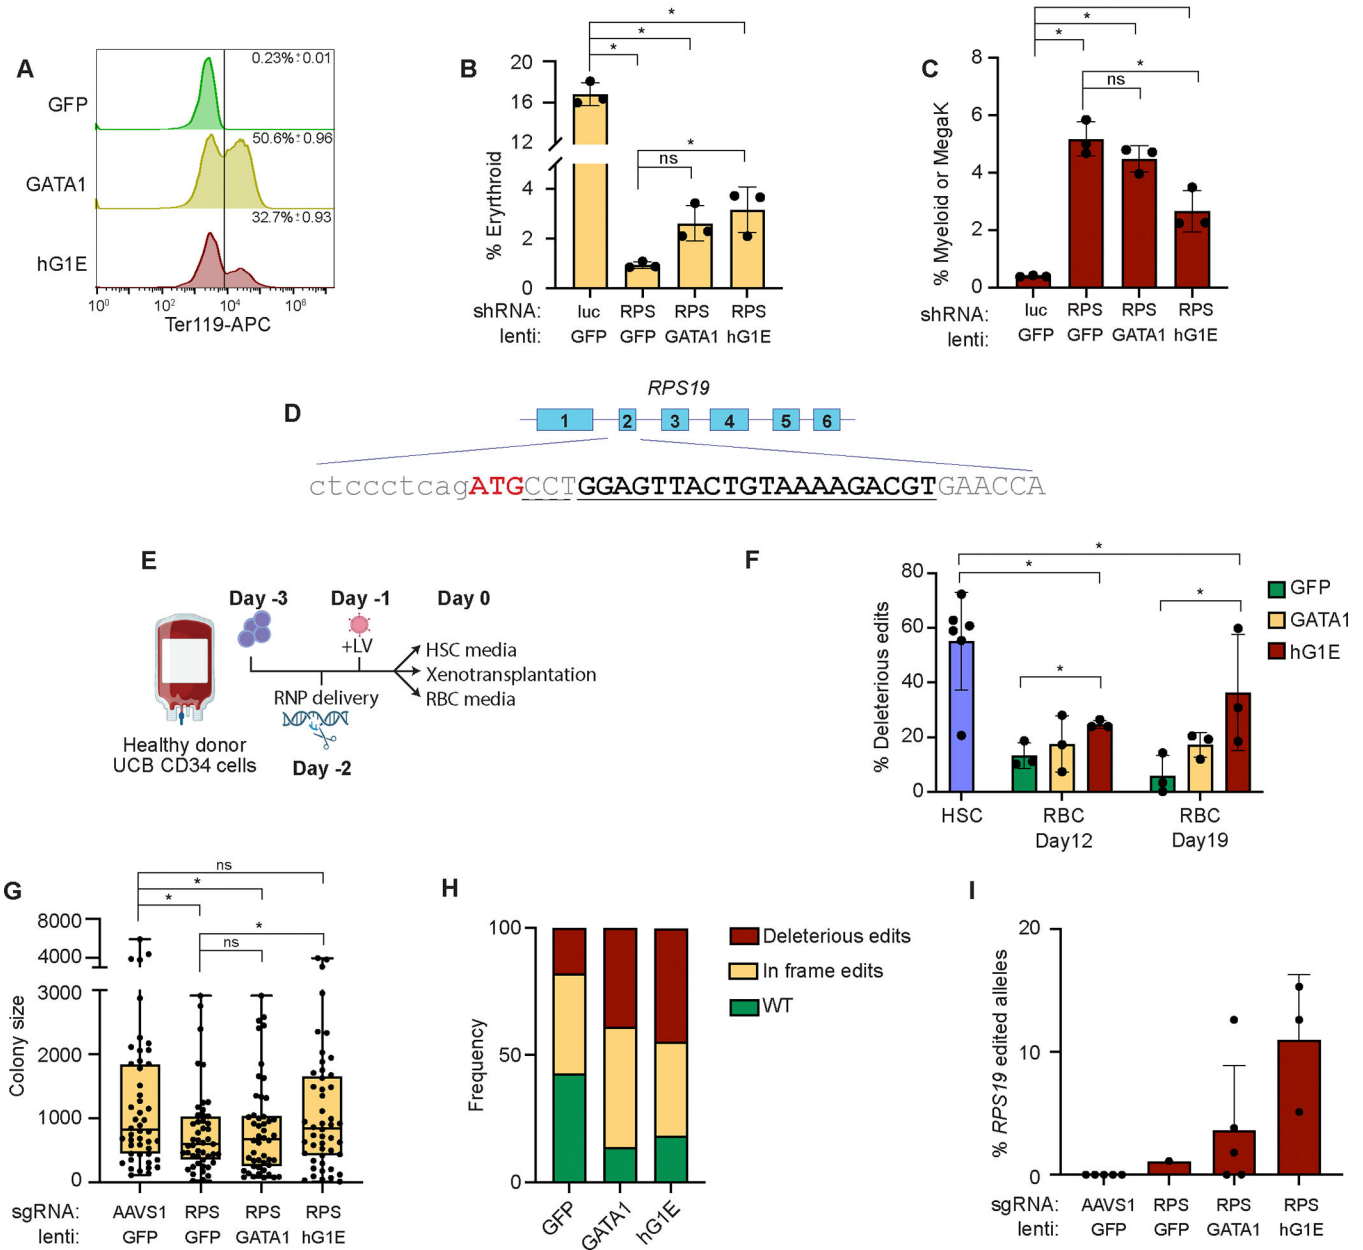 A
GFP
GATA1
hG1E
0.23%±0.01
50.6%±0.96
32.7%±0.93
10⁰ 10² 10⁴ 10⁶
Ter119-APC
B
% Eryrthroid
20
16
12
4
2
0
*
*
*
*
ns
shRNA: luc RPS RPS RPS
lenti: GFP GFP GATA1 hG1E
C
% Myeloid or MegaK
8
6
4
2
0
*
*
*
ns
shRNA: luc RPS RPS RPS
lenti: GFP GFP GATA1 hG1E
D
RPS19
1 2 3 4 5 6
ctccctcagATGCCTGGAGTTACTGTAAAAGACGTGAACCA
E
Day -3 Day -1 Day 0
+LV
HSC media
Xenotransplantation
RBC media
RNP delivery
Day -2
Healthy donor
UCB CD34 cells
F
% Deleterious edits
80
60
40
20
0
*
*
*
*
HSC RBC RBC
Day12 Day19
GFP
GATA1
hG1E
G
Colony size
8000
4000
3000
2000
1000
0
ns
*
*
*
ns
sgRNA: AAVS1 RPS RPS RPS
lenti: GFP GFP GATA1 hG1E
H
Frequency
100
50
0
GFP GATA1 hG1E
Deleterious edits
In frame edits
WT
I
% RPS19 edited alleles
20
10
0
sgRNA: AAVS1 RPS RPS RPS
lenti: GFP GFP GATA1 hG1E